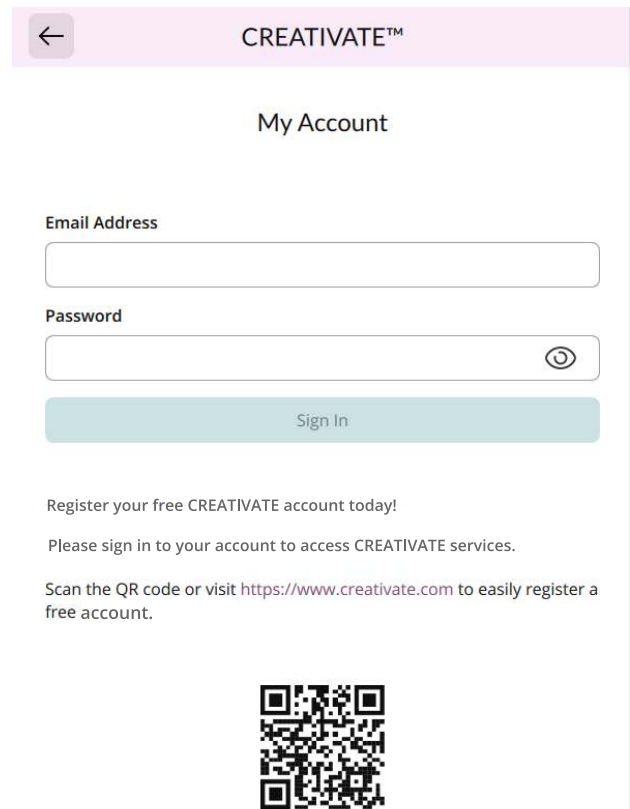 CREATIVATE™
My Account
Email Address
Password
Sign In
Register your free CREATIVATE account today!
Please sign in to your account to access CREATIVATE services.
Scan the QR code or visit https://www.creativate.com to easily register a
free account.